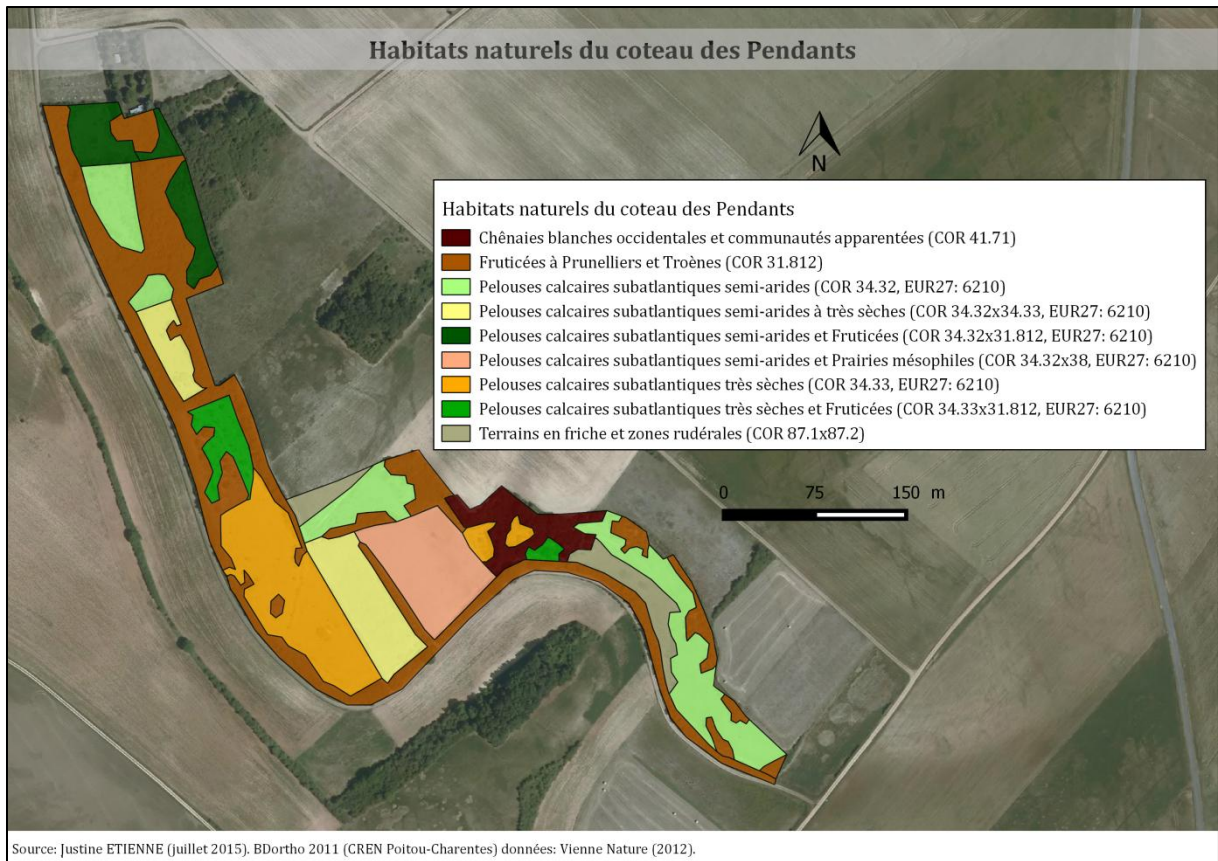 Habitats naturels du coteau des Pendants
N
Habitats naturels du coteau des Pendants
Chênaies blanches occidentales et communautés apparentées (COR 41.71)
Fruticées à Prunelliers et Troènes (COR 31.812)
Pelouses calcaires subatlantiques semi-arides (COR 34.32, EUR27: 6210)
Pelouses calcaires subatlantiques semi-arides à très sèches (COR 34.32x34.33, EUR27: 6210)
Pelouses calcaires subatlantiques semi-arides et Fruticées (COR 34.32x31.812, EUR27: 6210)
Pelouses calcaires subatlantiques semi-arides et Prairies mésophiles (COR 34.32x38, EUR27: 6210)
Pelouses calcaires subatlantiques très sèches (COR 34.33, EUR27: 6210)
Pelouses calcaires subatlantiques très sèches et Fruticées (COR 34.33x31.812, EUR27: 6210)
Terrains en friche et zones rudérales (COR 87.1x87.2)
0 75 150 m
Source: Justine ETIENNE (juillet 2015). BDortho 2011 (CREN Poitou-Charentes) données: Vienne Nature (2012).